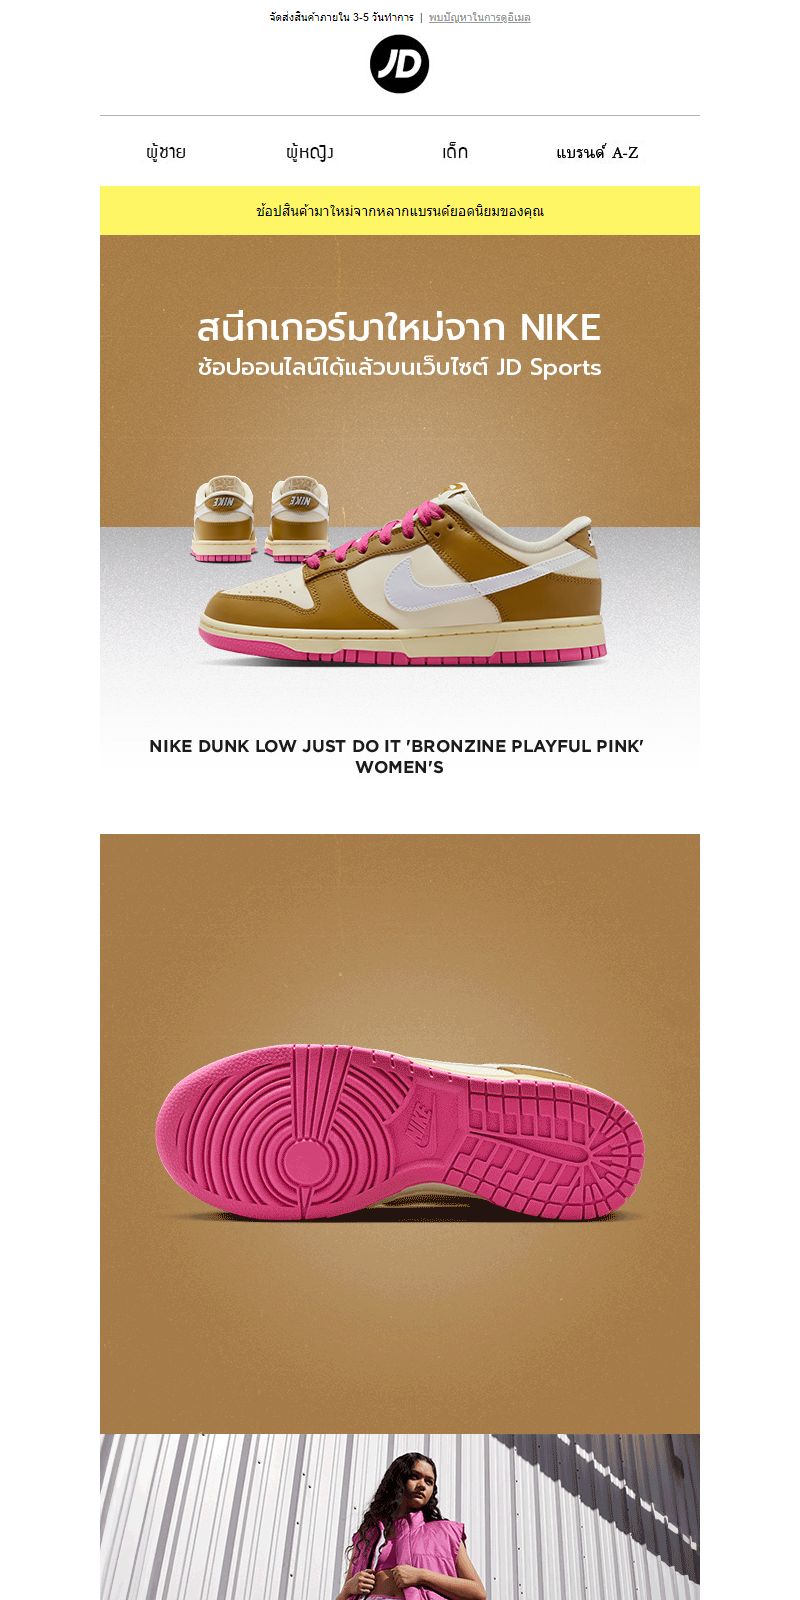 จัดส่งสินค้าภายใน 3-5 วันทำการ | พบปัญหาในการดูอีเมล
JD
ผู้ชาย ผู้หญิง เด็ก แบรนด์ A-Z
ช้อปสินค้ามาใหม่จากหลากแบรนด์ยอดนิยมของคุณ
สนีกเกอร์มาใหม่จาก NIKE
ช้อปออนไลน์ได้แล้วบนเว็บไซต์ JD Sports
NIKE NIKE
NIKE DUNK LOW JUST DO IT 'BRONZINE PLAYFUL PINK'
WOMEN'S
NIKE